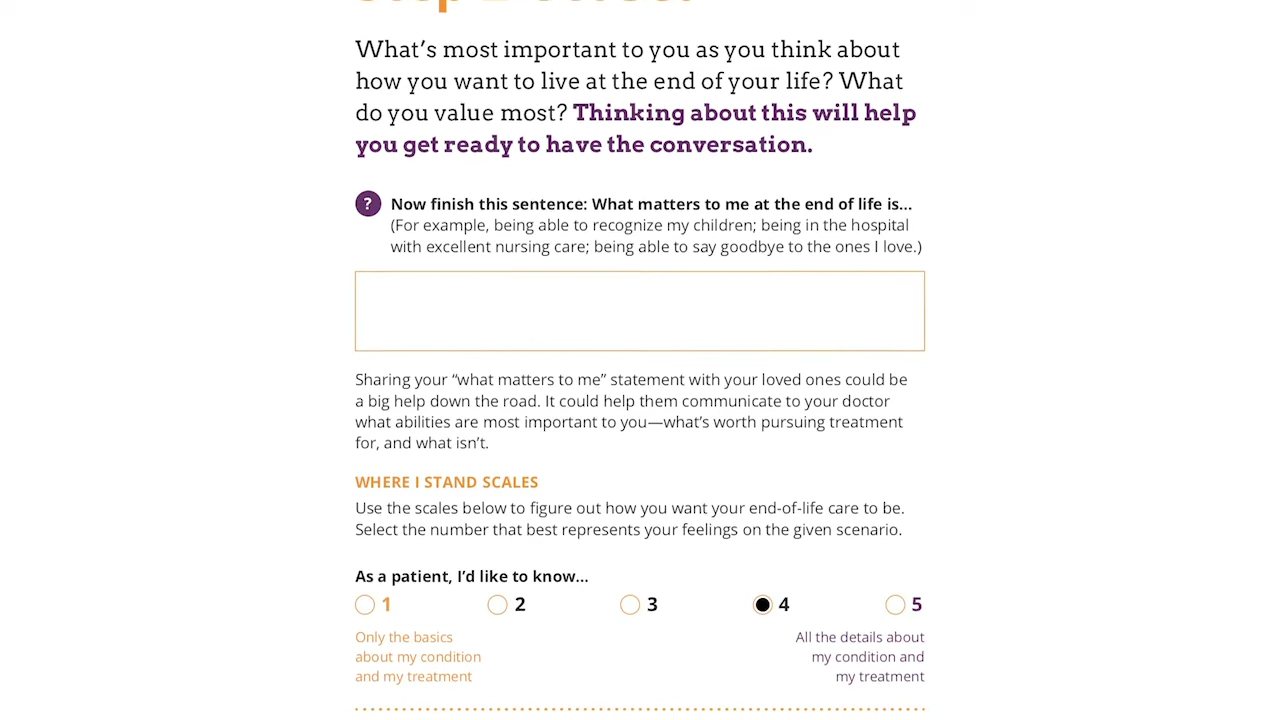 What’s most important to you as you think about
how you want to live at the end of your life? What
do you value most? Thinking about this will help
you get ready to have the conversation.
? Now finish this sentence: What matters to me at the end of life is...
(For example, being able to recognize my children; being in the hospital
with excellent nursing care; being able to say goodbye to the ones I love.)
Sharing your “what matters to me” statement with your loved ones could be
a big help down the road. It could help them communicate to your doctor
what abilities are most important to you—what’s worth pursuing treatment
for, and what isn’t.
WHERE I STAND SCALES
Use the scales below to figure out how you want your end-of-life care to be.
Select the number that best represents your feelings on the given scenario.
As a patient, I’d like to know...
1 2 3 4 5
Only the basics
about my condition
and my treatment
All the details about
my condition and
my treatment